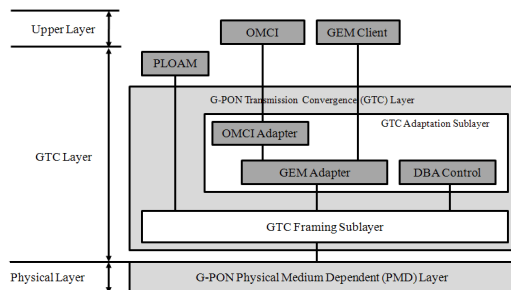 Upper Layer
OMCI
GEM Client
PLOAM
G-PON Transmission Convergence (GTC) Layer
GTC Adaptation Sublayer
OMCI Adapter
GTC Layer
GEM Adapter
DBA Control
GTC Framing Sublayer
Physical Layer
G-PON Physical Medium Dependent (PMD) Layer